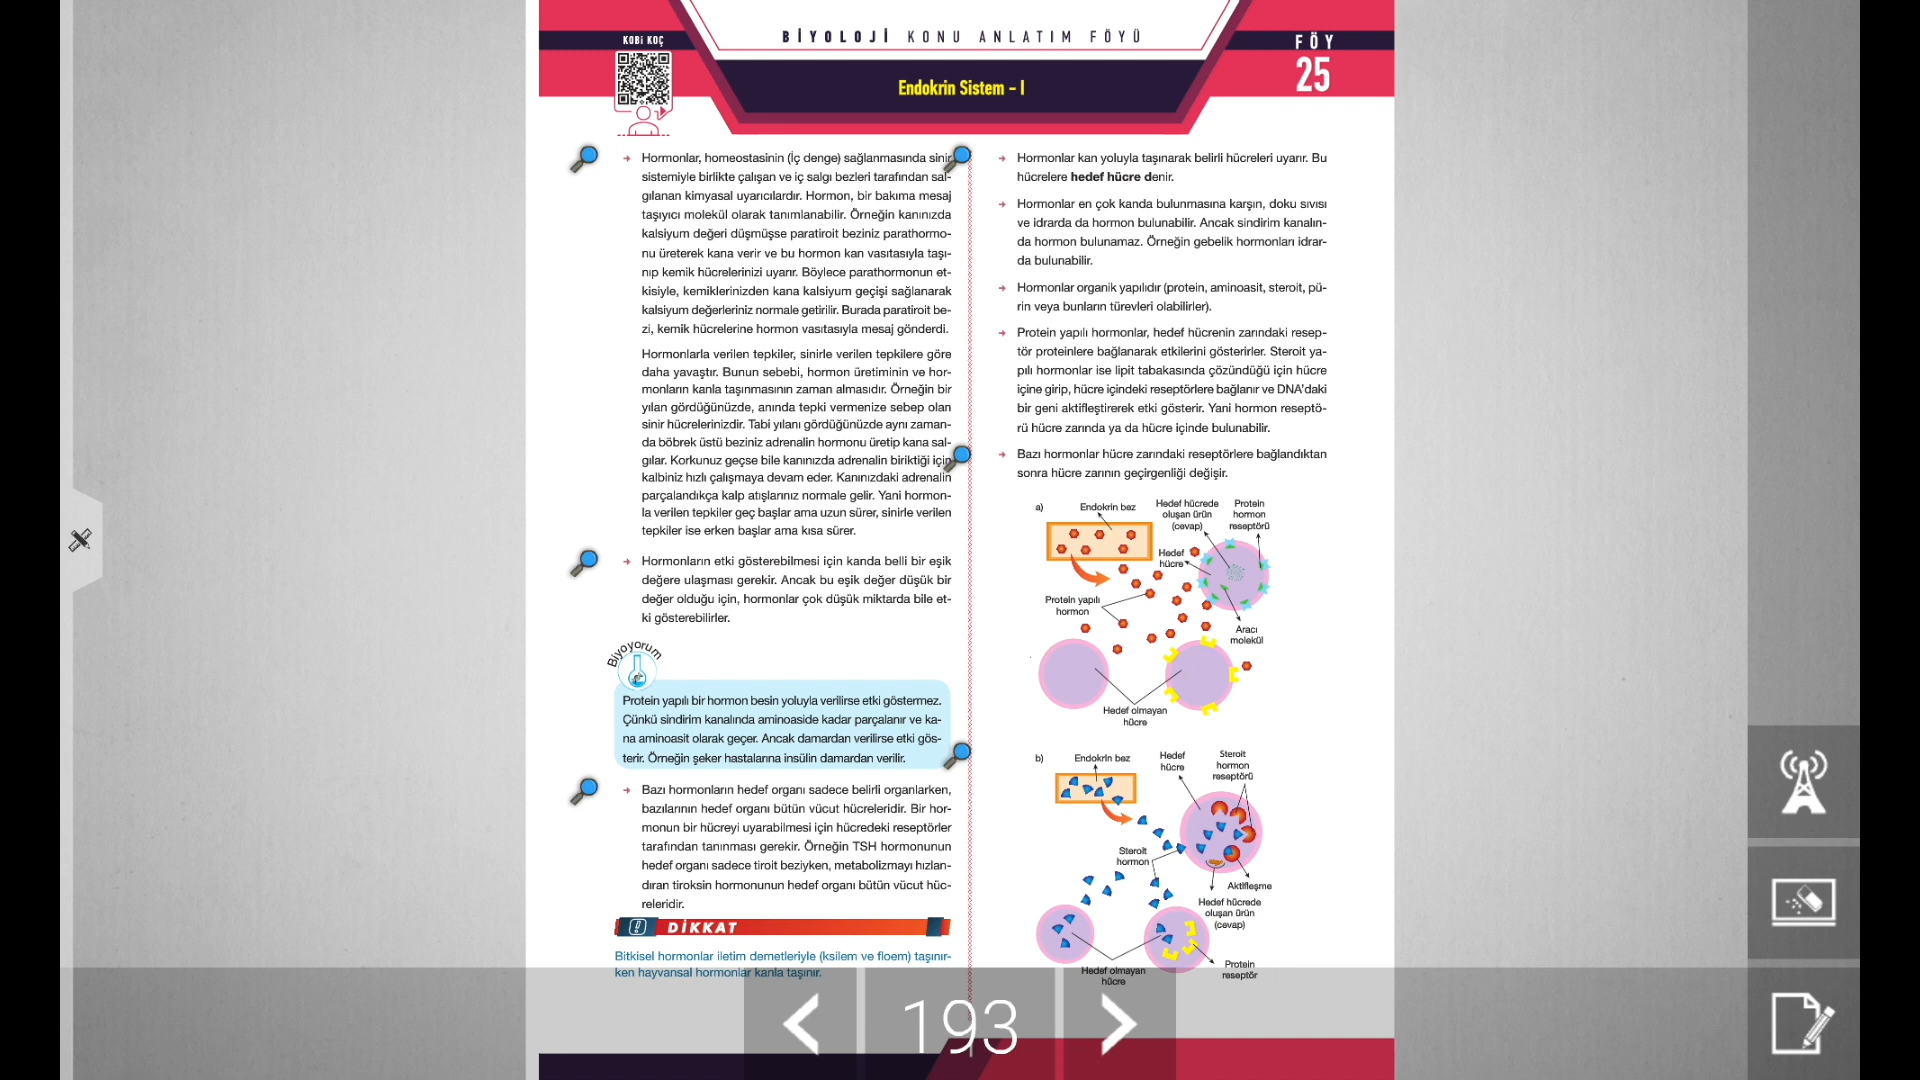 KOBİ KOÇ
BİYOLOJİ KONU ANLATIM FÖYÜ
FÖY
25
Endokrin Sistem - I
Hormonlar, homeostasinin (İç denge) sağlanmasında sinir
sistemiyle birlikte çalışan ve iç salgı bezleri tarafından sal-
gılanan kimyasal uyarıcılardır. Hormon, bir bakıma mesaj
taşıyıcı molekül olarak tanımlanabilir. Örneğin kanınızda
kalsiyum değeri düşmüşse paratiroit beziniz parathormo-
nu üreterek kana verir ve bu hormon kan vasıtasıyla taşı-
nıp kemik hücrelerinizi uyarır. Böylece parathormonun et-
kisiyle, kemiklerinizden kana kalsiyum geçişi sağlanarak
kalsiyum değerleriniz normale getirilir. Burada paratiroit be-
zi, kemik hücrelerine hormon vasıtasıyla mesaj gönderdi.
Hormonlarla verilen tepkiler, sinirle verilen tepkilere göre
daha yavaştır. Bunun sebebi, hormon üretiminin ve hor-
monların kanla taşınmasının zaman almasıdır. Örneğin bir
yılan gördüğünüzde, anında tepki vermenize sebep olan
sinir hücrelerinizdir. Tabi yılanı gördüğünüzde aynı zaman-
da böbrek üstü beziniz adrenalin hormonu üretip kana sal-
gılar. Korkunuz geçse bile kanınızda adrenalin biriktiği için
kalbiniz hızlı çalışmaya devam eder. Kanınızdaki adrenalin
parçalandıkça kalp atışlarınız normale gelir. Yani hormon-
la verilen tepkiler geç başlar ama uzun sürer, sinirle verilen
tepkiler ise erken başlar ama kısa sürer.
Hormonların etki gösterebilmesi için kanda belli bir eşik
değere ulaşması gerekir. Ancak bu eşik değer düşük bir
değer olduğu için, hormonlar çok düşük miktarda bile et-
ki gösterebilirler.
Biyoyorum
Protein yapılı bir hormon besin yoluyla verilirse etki göstermez.
Çünkü sindirim kanalında aminoaside kadar parçalanır ve ka-
na aminoasit olarak geçer. Ancak damardan verilirse etki gös-
terir. Örneğin şeker hastalarına insülin damardan verilir.
Bazı hormonların hedef organı sadece belirli organlarken,
bazılarının hedef organı bütün vücut hücreleridir. Bir hor-
monun bir hücreyi uyarabilmesi için hücredeki reseptörler
tarafından tanınması gerekir. Örneğin TSH hormonunun
hedef organı sadece tiroit beziyken, metabolizmayı hızlan-
dıran tiroksin hormonunun hedef organı bütün vücut hüc-
releridir.
DİKKAT
Bitkisel hormonlar iletim demetleriyle (ksilem ve floem) taşınır-
ken hayvansal hormonlar kanla taşınır.
Hormonlar kan yoluyla taşınarak belirli hücreleri uyarır. Bu
hücrelere hedef hücre denir.
Hormonlar en çok kanda bulunmasına karşın, doku sıvısı
ve idrarda da hormon bulunabilir. Ancak sindirim kanalın-
da hormon bulunamaz. Örneğin gebelik hormonları idrar-
da bulunabilir.
Hormonlar organik yapılıdır (protein, aminoasit, steroit, pü-
rin veya bunların türevleri olabilirler).
Protein yapılı hormonlar, hedef hücrenin zarındaki resep-
tör proteinlere bağlanarak etkilerini gösterirler. Steroit ya-
pılı hormonlar ise lipit tabakasında çözündüğü için hücre
içine girip, hücre içindeki reseptörlere bağlanır ve DNA'daki
bir geni aktifleştirerek etki gösterir. Yani hormon reseptö-
rü hücre zarında ya da hücre içinde bulunabilir.
Bazı hormonlar hücre zarındaki reseptörlere bağlandıktan
sonra hücre zarının geçirgenliği değişir.
a)
Endokrin bez
Hedef hücrede
oluşan ürün
(cevap)
Protein
hormon
reseptörü
Hedef
hücre
Protein yapılı
hormon
Aracı
molekül
Hedef olmayan
hücre
b)
Endokrin bez
Hedef
hücre
Steroit
hormon
reseptörü
Steroit
hormon
Aktifleşme
Hedef hücrede
oluşan ürün
(cevap)
Hedef olmayan
hücre
Protein
reseptör
193